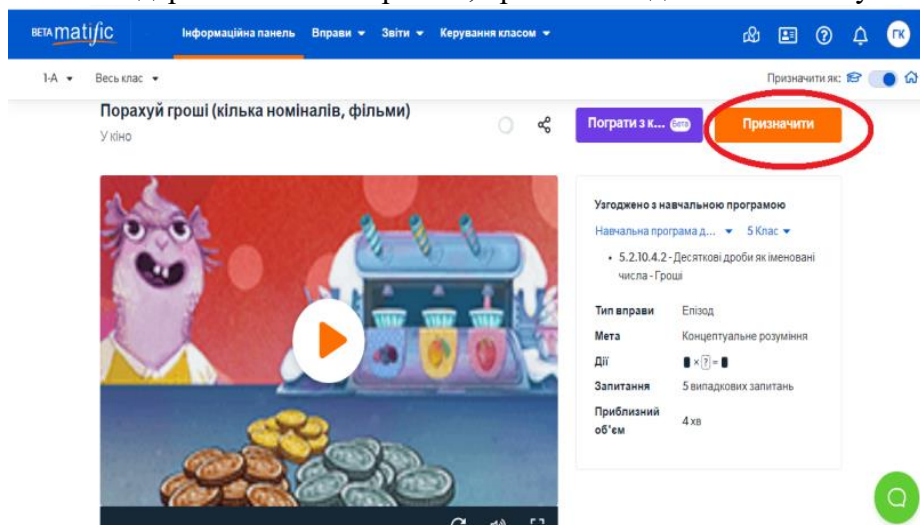 BETA matific Інформаційна панель Вправи Звіти Керування класом ГК
1-А Весь клас Призначити як:
Порахуй гроші (кілька номіналів, фільми)
У кіно
Пограти з к... Бета Призначити
Узгоджено з навчальною програмою
Навчальна програма д... 5 Клас
• 5.2.10.4.2 - Десяткові дроби як іменовані
числа - Гроші
Тип вправи Епізод
Мета Концептуальне розуміння
Дії × ? =
Запитання 5 випадкових запитань
Приблизний
об'єм 4 хв